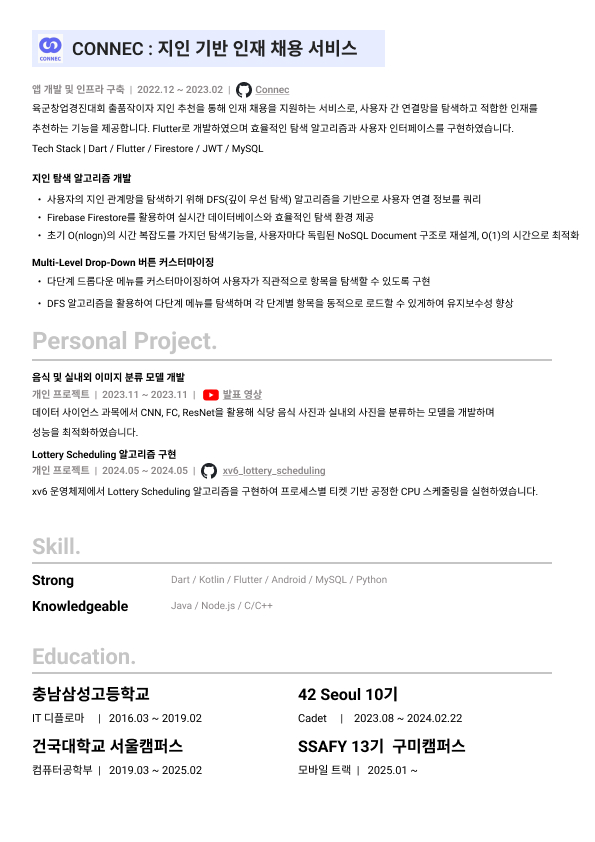 CONNEC
CONNEC : 지인 기반 인재 채용 서비스
앱 개발 및 인프라 구축 | 2022.12 ~ 2023.02 | Connec
육군창업경진대회 출품작이자 지인 추천을 통해 인재 채용을 지원하는 서비스로, 사용자 간 연결망을 탐색하고 적합한 인재를
추천하는 기능을 제공합니다. Flutter로 개발하였으며 효율적인 탐색 알고리즘과 사용자 인터페이스를 구현하였습니다.
Tech Stack | Dart / Flutter / Firestore / JWT / MySQL
지인 탐색 알고리즘 개발
• 사용자의 지인 관계망을 탐색하기 위해 DFS(깊이 우선 탐색) 알고리즘을 기반으로 사용자 연결 정보를 쿼리
• Firebase Firestore를 활용하여 실시간 데이터베이스와 효율적인 탐색 환경 제공
• 초기 O(nlogn)의 시간 복잡도를 가지던 탐색기능을, 사용자마다 독립된 NoSQL Document 구조로 재설계, O(1)의 시간으로 최적화
Multi-Level Drop-Down 버튼 커스터마이징
• 다단계 드롭다운 메뉴를 커스터마이징하여 사용자가 직관적으로 항목을 탐색할 수 있도록 구현
• DFS 알고리즘을 활용하여 다단계 메뉴를 탐색하며 각 단계별 항목을 동적으로 로드할 수 있게하여 유지보수성 향상
Personal Project.
음식 및 실내외 이미지 분류 모델 개발
개인 프로젝트 | 2023.11 ~ 2023.11 | 발표 영상
데이터 사이언스 과목에서 CNN, FC, ResNet을 활용해 식당 음식 사진과 실내외 사진을 분류하는 모델을 개발하며
성능을 최적화하였습니다.
Lottery Scheduling 알고리즘 구현
개인 프로젝트 | 2024.05 ~ 2024.05 | xv6_lottery_scheduling
xv6 운영체제에서 Lottery Scheduling 알고리즘을 구현하여 프로세스별 티켓 기반 공정한 CPU 스케줄링을 실현하였습니다.
Skill.
Strong Dart / Kotlin / Flutter / Android / MySQL / Python
Knowledgeable Java / Node.js / C/C++
Education.
충남삼성고등학교 42 Seoul 10기
IT 디플로마 | 2016.03 ~ 2019.02 Cadet | 2023.08 ~ 2024.02.22
건국대학교 서울캠퍼스 SSAFY 13기 구미캠퍼스
컴퓨터공학부 | 2019.03 ~ 2025.02 모바일 트랙 | 2025.01 ~